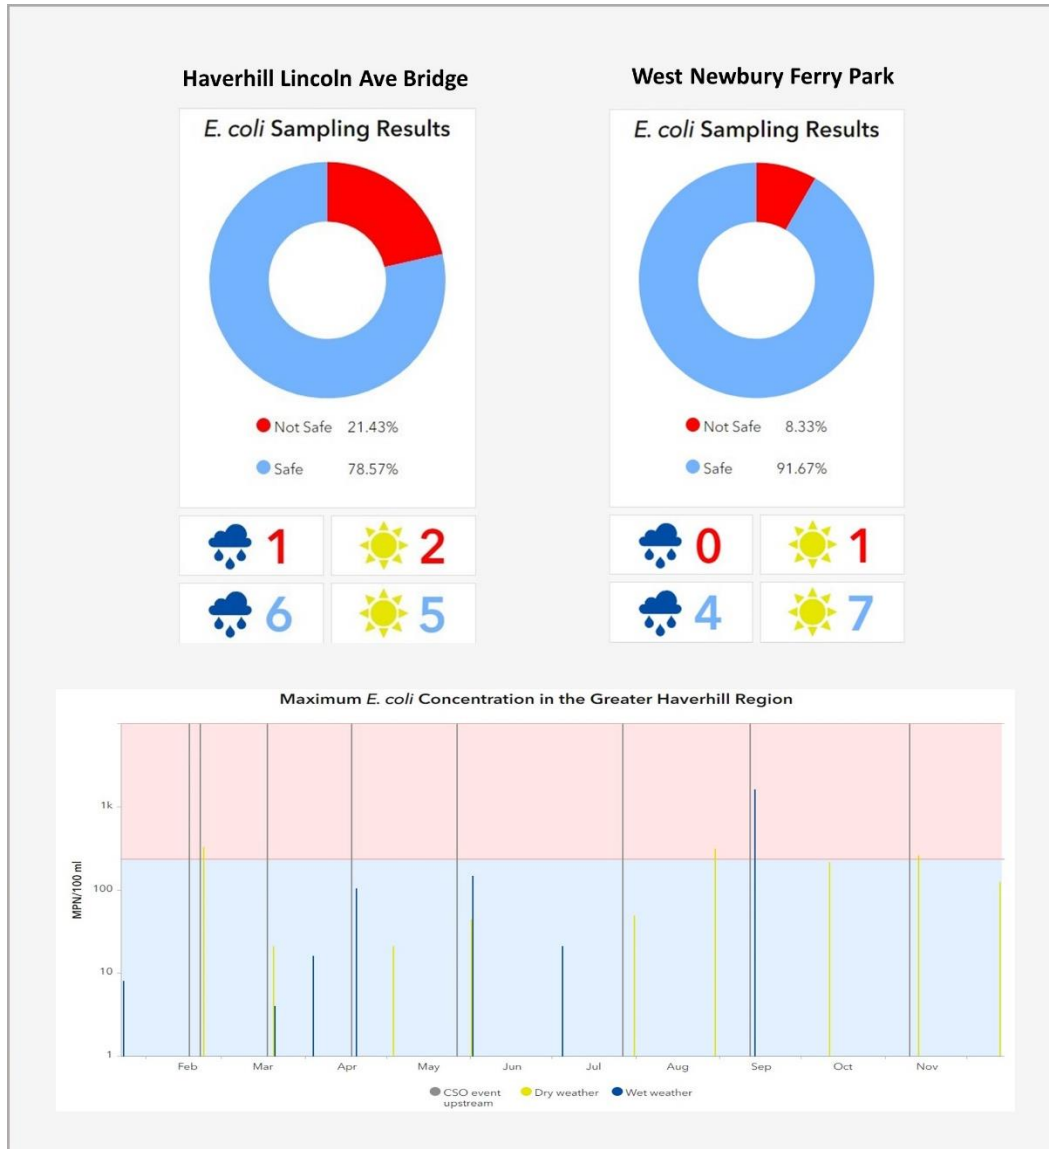 Haverhill Lincoln Ave Bridge
E. coli Sampling Results
Not Safe 21.43%
Safe 78.57%
1
2
6
5
West Newbury Ferry Park
E. coli Sampling Results
Not Safe 8.33%
Safe 91.67%
0
1
4
7
Maximum E. coli Concentration in the Greater Haverhill Region
MPN/100 ml
1k
100
10
1
Feb Mar Apr May Jun Jul Aug Sep Oct Nov
CSO event upstream
Dry weather
Wet weather